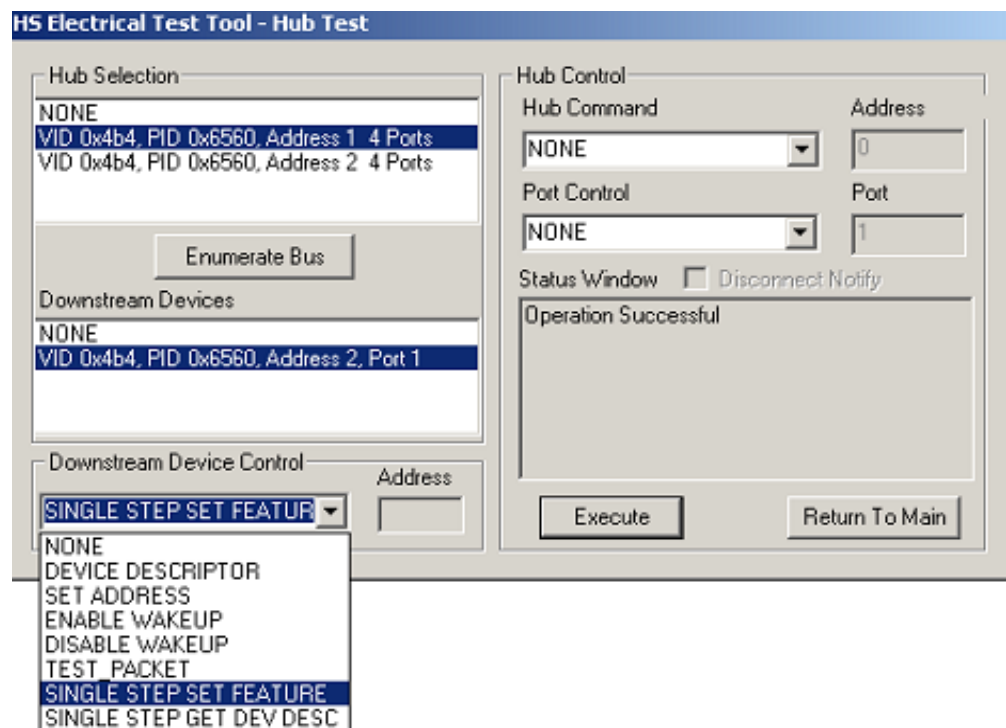 HS Electrical Test Tool - Hub Test
Hub Selection
NONE
VID 0x4b4, PID 0x6560, Address 1 4 Ports
VID 0x4b4, PID 0x6560, Address 2 4 Ports
Enumerate Bus
Downstream Devices
NONE
VID 0x4b4, PID 0x6560, Address 2, Port 1
Downstream Device Control
Address
SINGLE STEP SET FEATUR
NONE
DEVICE DESCRIPTOR
SET ADDRESS
ENABLE WAKEUP
DISABLE WAKEUP
TEST_PACKET
SINGLE STEP SET FEATURE
SINGLE STEP GET DEV DESC
Hub Control
Hub Command
Address
NONE
0
Port Control
Port
NONE
1
Status Window
Disconnect Notify
Operation Successful
Execute
Return To Main